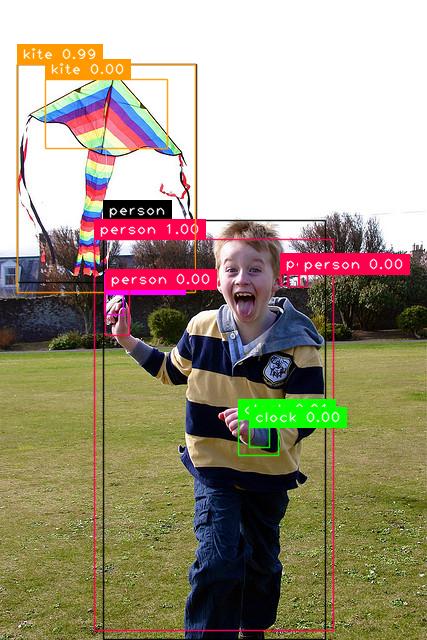 kite 0.99
kite 0.00
person
person 1.00
person 0.00
person 0.00
clock 0.00